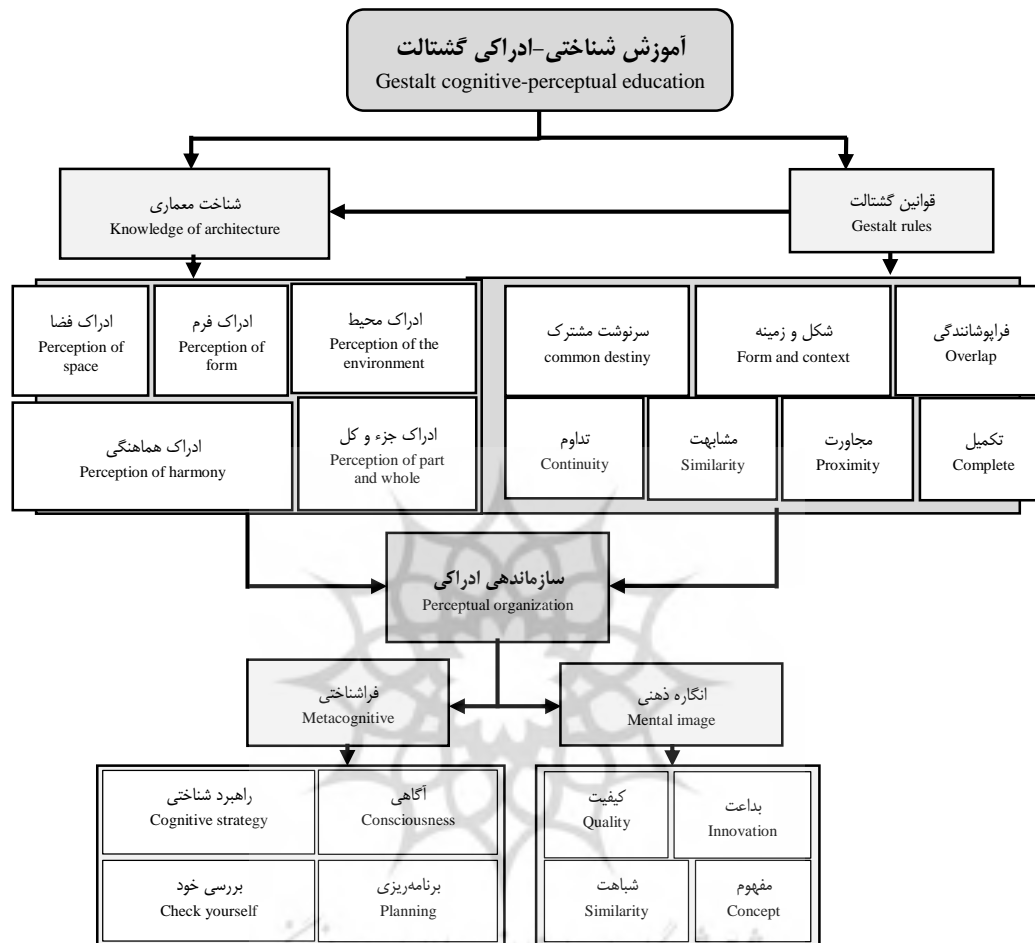 آموزش شناختی-ادراکی گشتالت
Gestalt cognitive-perceptual education
شناخت معماری
Knowledge of architecture
قوانین گشتالت
Gestalt rules
ادراک فضا
Perception of
space
ادراک فرم
Perception of
form
ادراک محیط
Perception of the
environment
سرنوشت مشترک
common destiny
شکل و زمینه
Form and context
فراپوشانندگی
Overlap
ادراک هماهنگی
Perception of harmony
ادراک جزء و کل
Perception of part
and whole
تداوم
Continuity
مشابهت
Similarity
مجاورت
Proximity
تکمیل
Complete
سازماندهی ادراکی
Perceptual organization
فراشناختی
Metacognitive
انگاره ذهنی
Mental image
راهبرد شناختی
Cognitive strategy
آگاهی
Consciousness
کیفیت
Quality
بداعت
Innovation
بررسی خود
Check yourself
برنامه‌ریزی
Planning
شباهت
Similarity
مفهوم
Concept